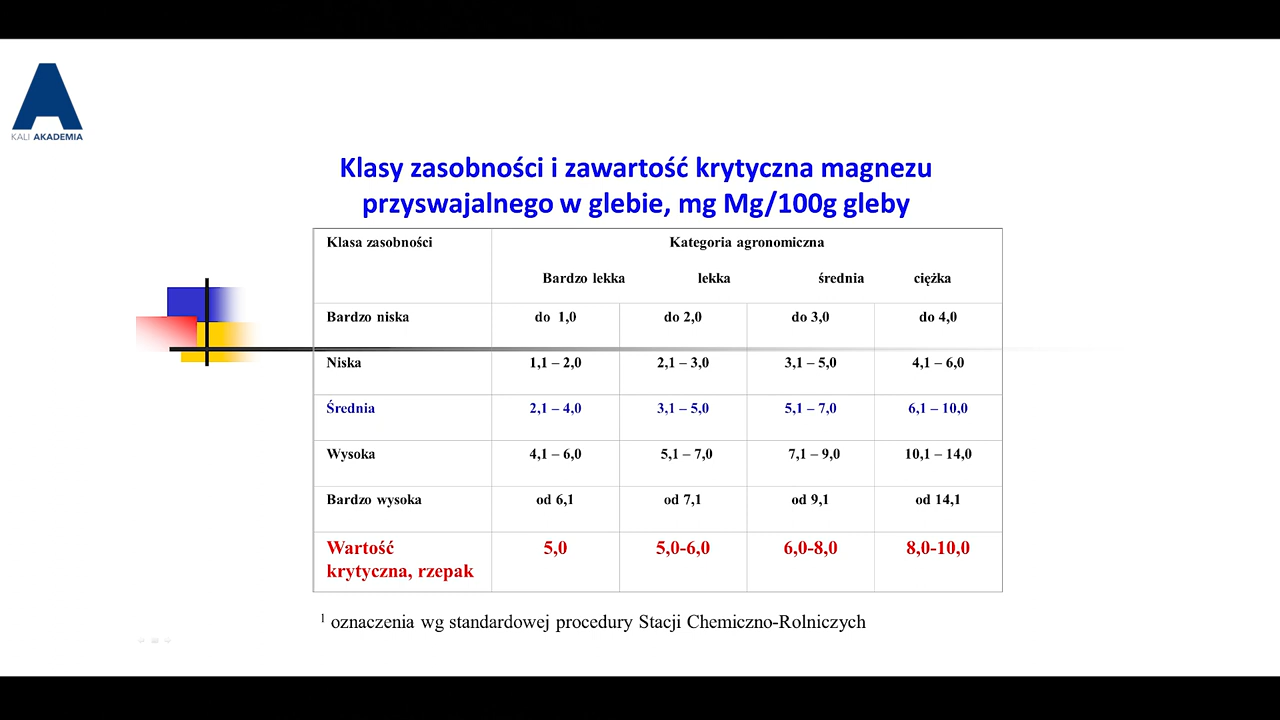 KALI AKADEMIA
Klasy zasobności i zawartość krytyczna magnezu
przyswajalnego w glebie, mg Mg/100g gleby
Klasa zasobności Kategoria agronomiczna
Bardzo lekka lekka średnia ciężka
Bardzo niska do 1,0 do 2,0 do 3,0 do 4,0
Niska 1,1 – 2,0 2,1 – 3,0 3,1 – 5,0 4,1 – 6,0
Średnia 2,1 – 4,0 3,1 – 5,0 5,1 – 7,0 6,1 – 10,0
Wysoka 4,1 – 6,0 5,1 – 7,0 7,1 – 9,0 10,1 – 14,0
Bardzo wysoka od 6,1 od 7,1 od 9,1 od 14,1
Wartość 5,0 5,0-6,0 6,0-8,0 8,0-10,0
krytyczna, rzepak
1 oznaczenia wg standardowej procedury Stacji Chemiczno-Rolniczych